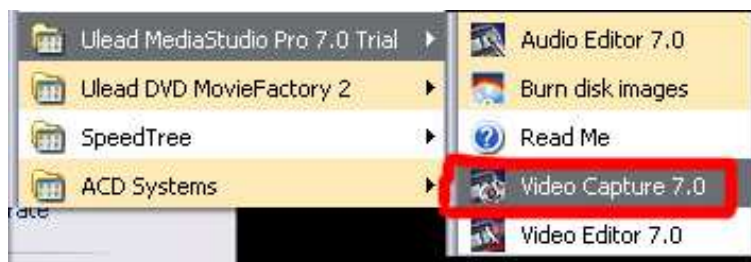 Ulead MediaStudio Pro 7.0 Trial
Ulead DVD MovieFactory 2
SpeedTree
ACD Systems
Audio Editor 7.0
Burn disk images
Read Me
Video Capture 7.0
Video Editor 7.0